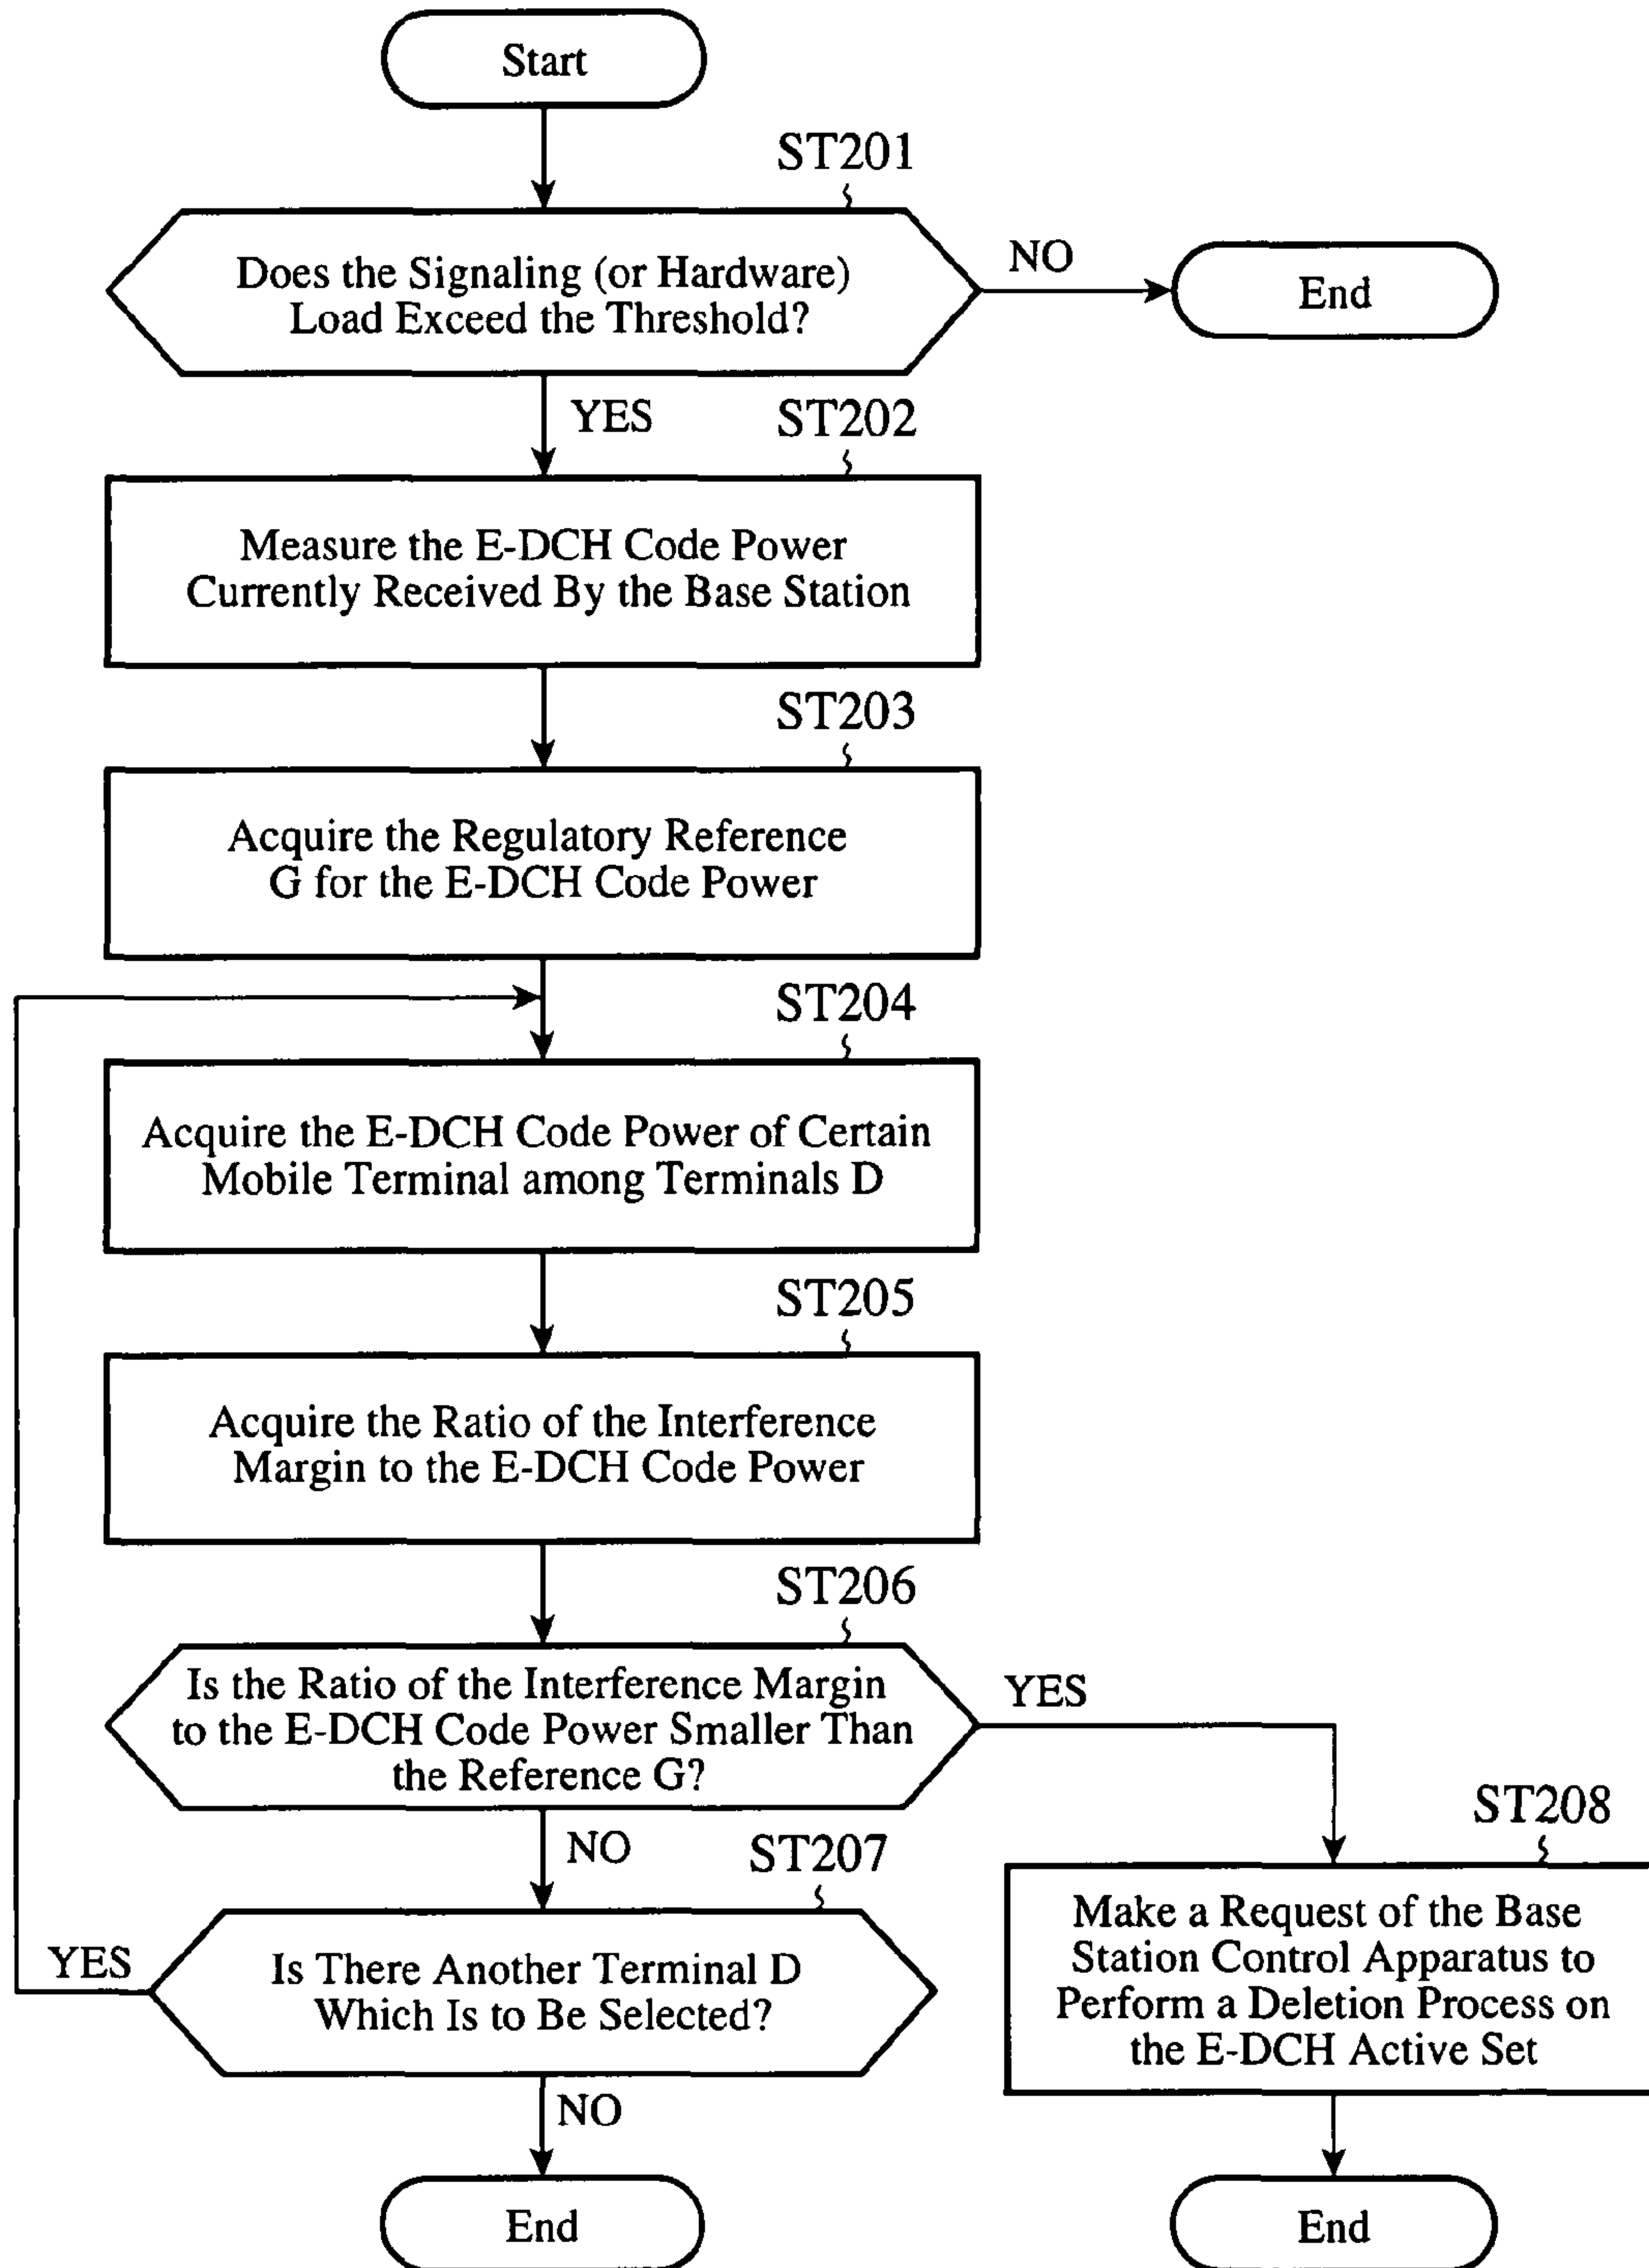 Start
ST201
Does the Signaling (or Hardware)
Load Exceed the Threshold?
NO
End
YES
ST202
Measure the E-DCH Code Power
Currently Received By the Base Station
ST203
Acquire the Regulatory Reference
G for the E-DCH Code Power
ST204
Acquire the E-DCH Code Power of Certain
Mobile Terminal among Terminals D
ST205
Acquire the Ratio of the Interference
Margin to the E-DCH Code Power
ST206
Is the Ratio of the Interference Margin
to the E-DCH Code Power Smaller Than
the Reference G?
YES
NO
ST207
Is There Another Terminal D
Which Is to Be Selected?
YES
NO
End
ST208
Make a Request of the Base
Station Control Apparatus to
Perform a Deletion Process on
the E-DCH Active Set
End